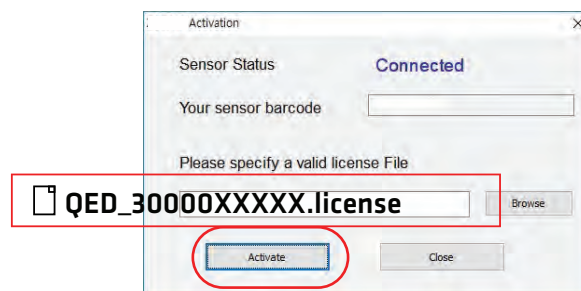 Activation
Sensor Status Connected
Your sensor barcode
Please specify a valid license File
QED_30000XXXXX.license Browse
Activate Close